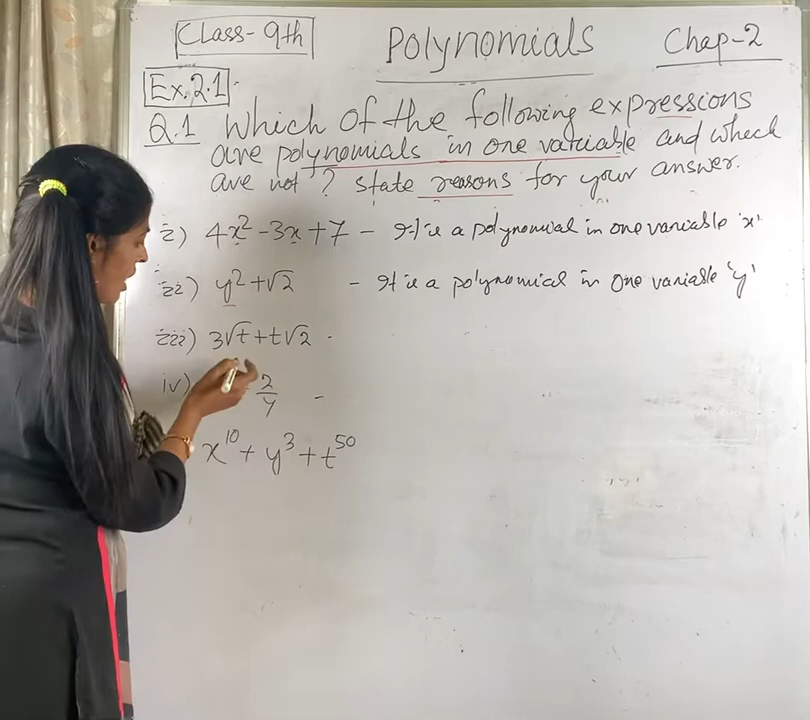 Class-9th
Polynomials
Chap-2
Ex.2.1
Q.1 Which of the following expressions
are polynomials in one variable and which
are not ? State reasons for your answer.
i) 4x² - 3x + 7 - It is a polynomial in one variable 'x'
ii) y² + √2 - It is a polynomial in one variable 'y'
iii) 3√t + t√2 -
iv) 2/y -
x¹⁰ + y³ + t⁵⁰